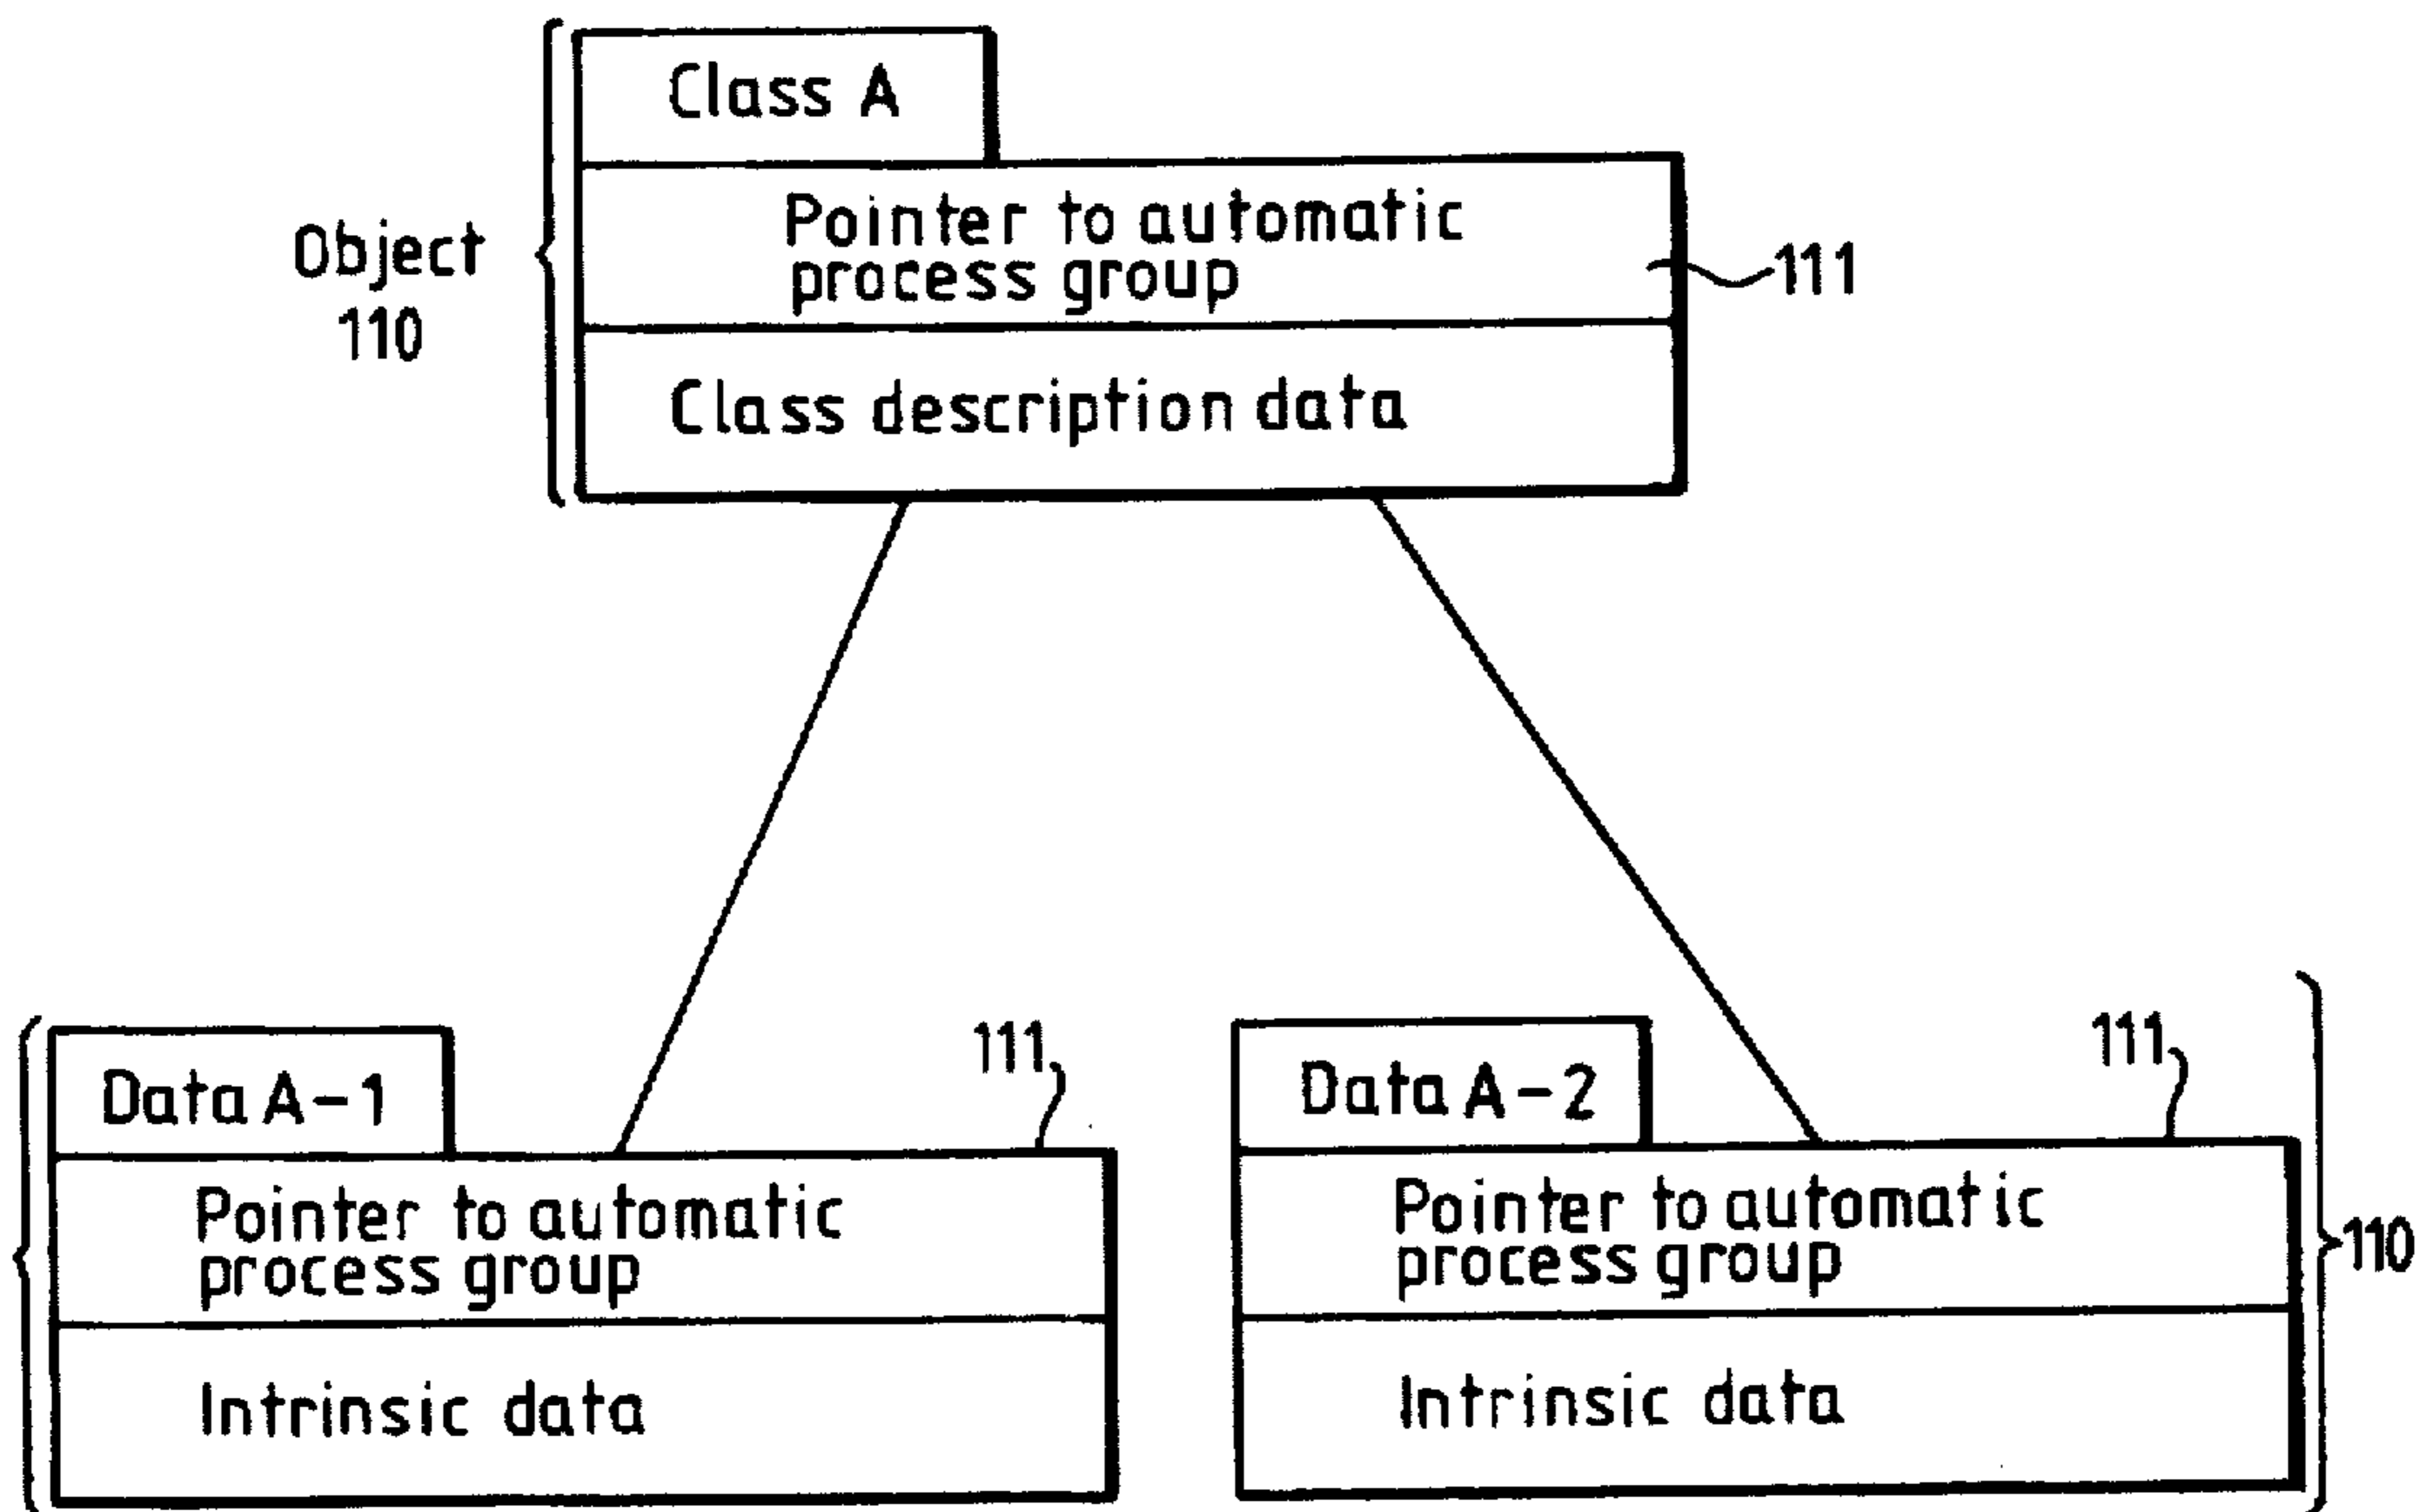 Class A
Object
110
Pointer to automatic
process group
111
Class description data
Data A-1
111
Pointer to automatic
process group
Intrinsic data
Data A-2
111
Pointer to automatic
process group
110
Intrinsic data